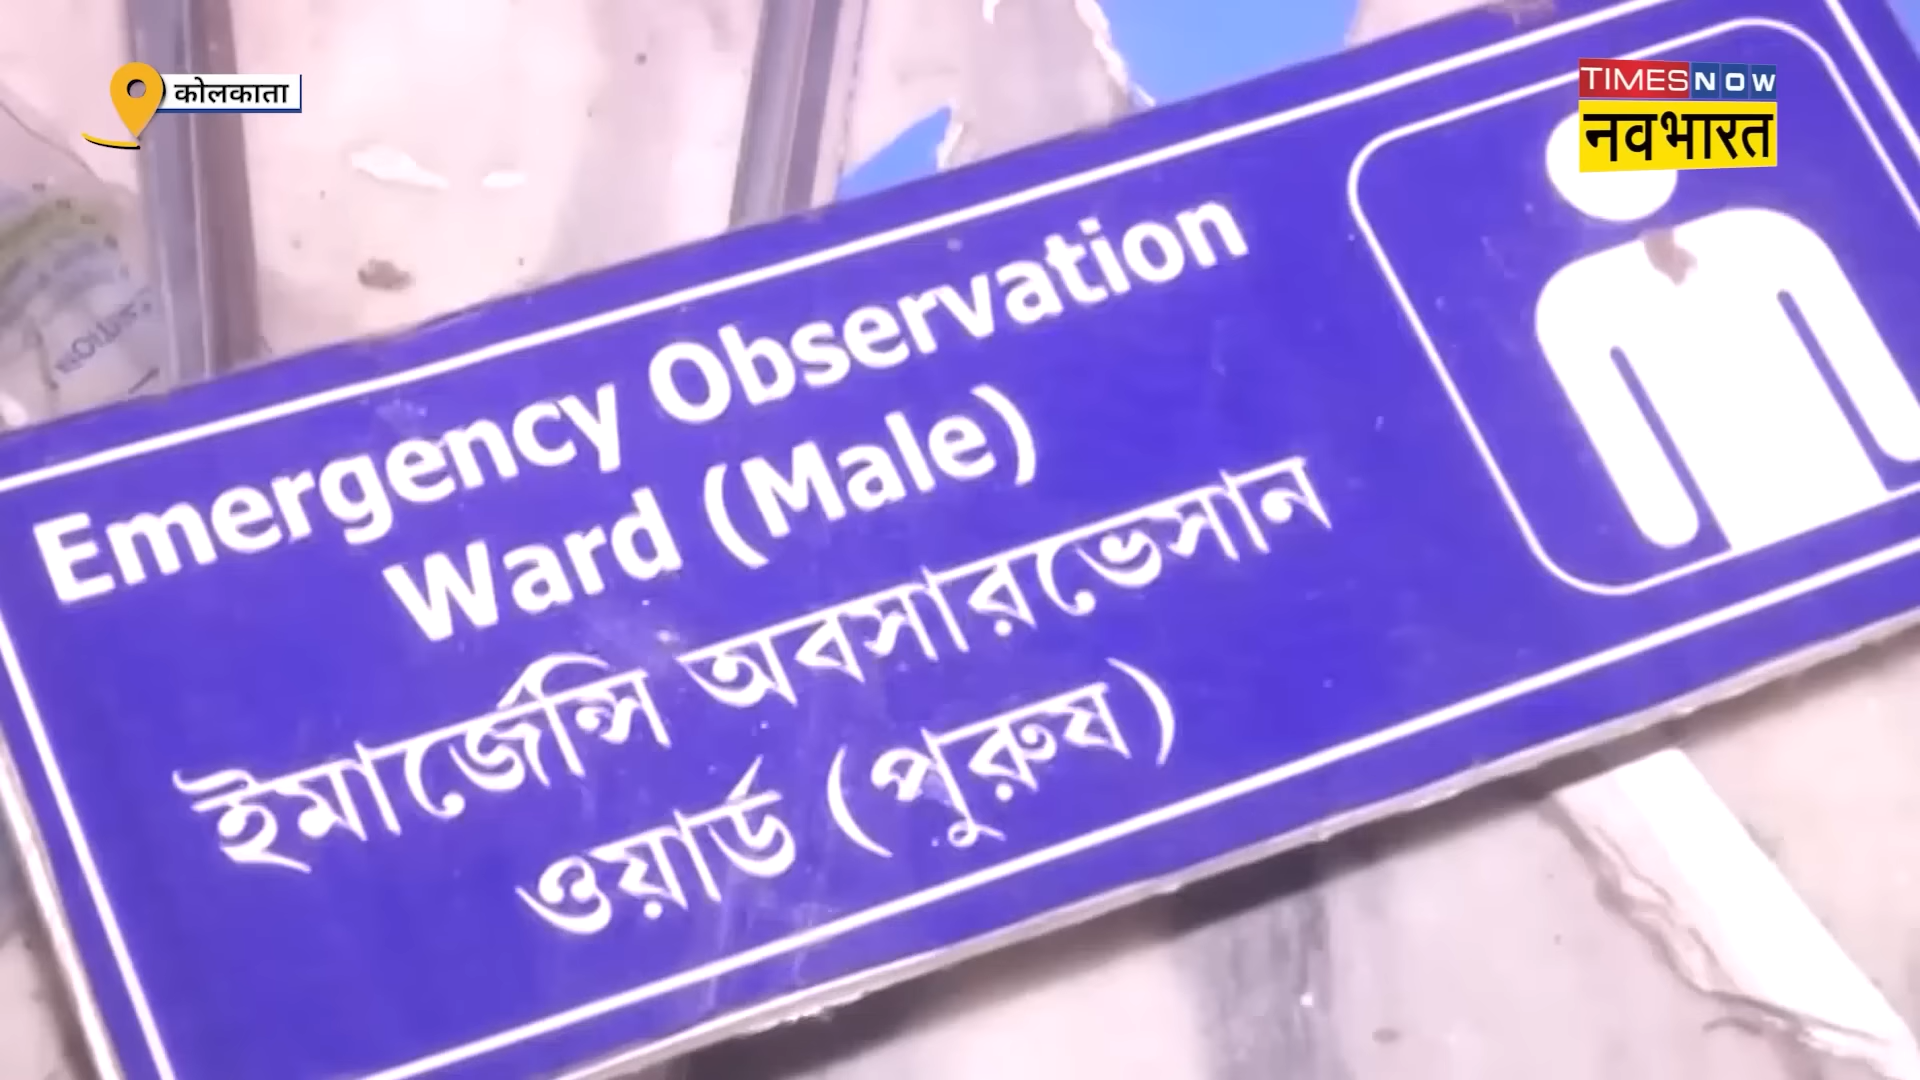 कोलकाता
TIMES NOW
नवभारत
Emergency Observation
Ward (Male)
ইমার্জেন্সি অবসারভেসান
ওয়ার্ড (পুরুষ)